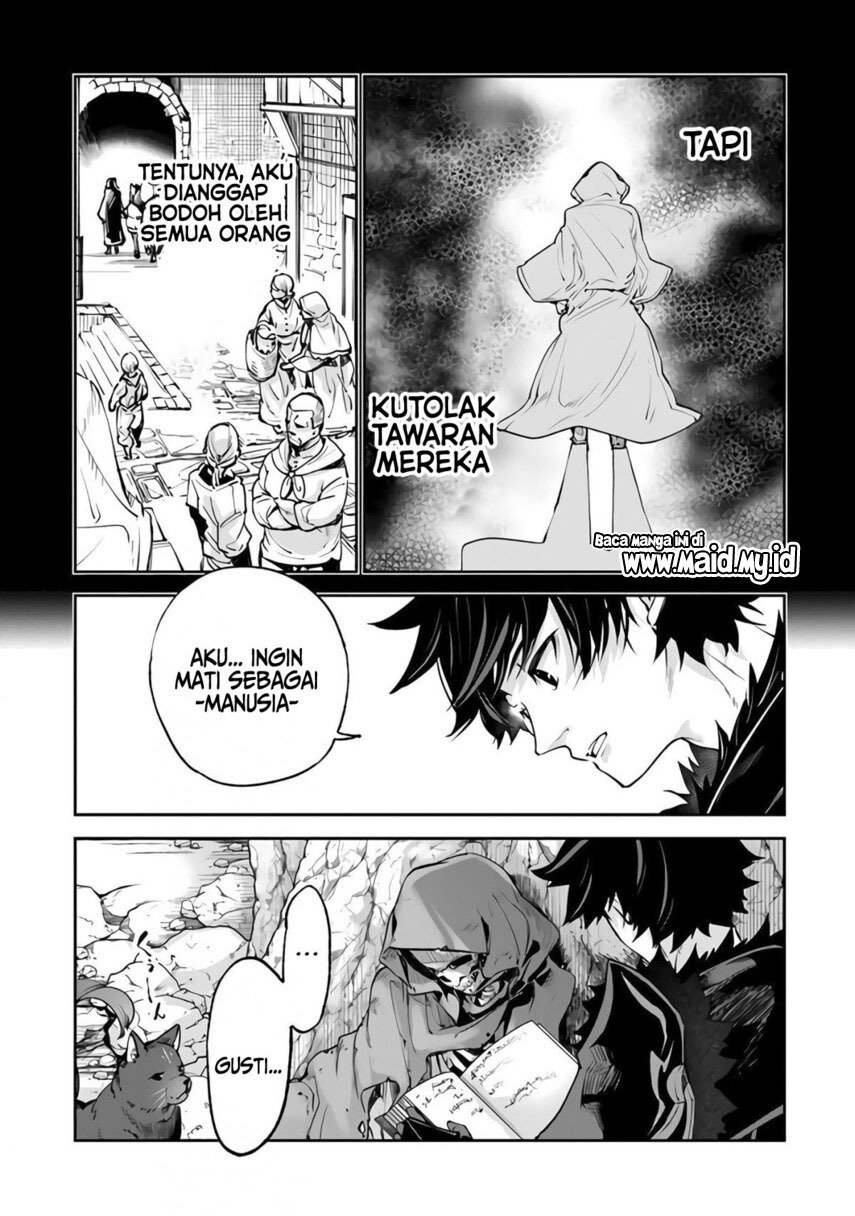 TAPI
KUTOLAK
TAWARAN
MEREKA
Baca Manga ini di
www.Maid.My.id
TENTUNYA, AKU
DIANGGAP
BODOH OLEH
SEMUA ORANG
AKU... INGIN
MATI SEBAGAI
-MANUSIA-
...
GUSTI...